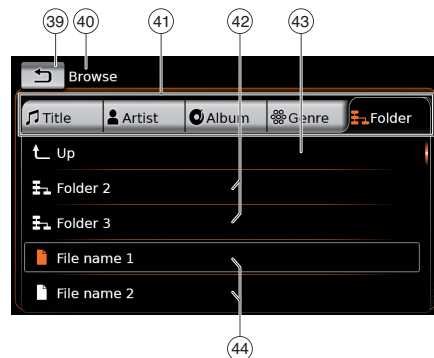 39 40 41 42 43
Browse
Title Artist Album Genre Folder
Up
Folder 2
Folder 3
File name 1
File name 2
44